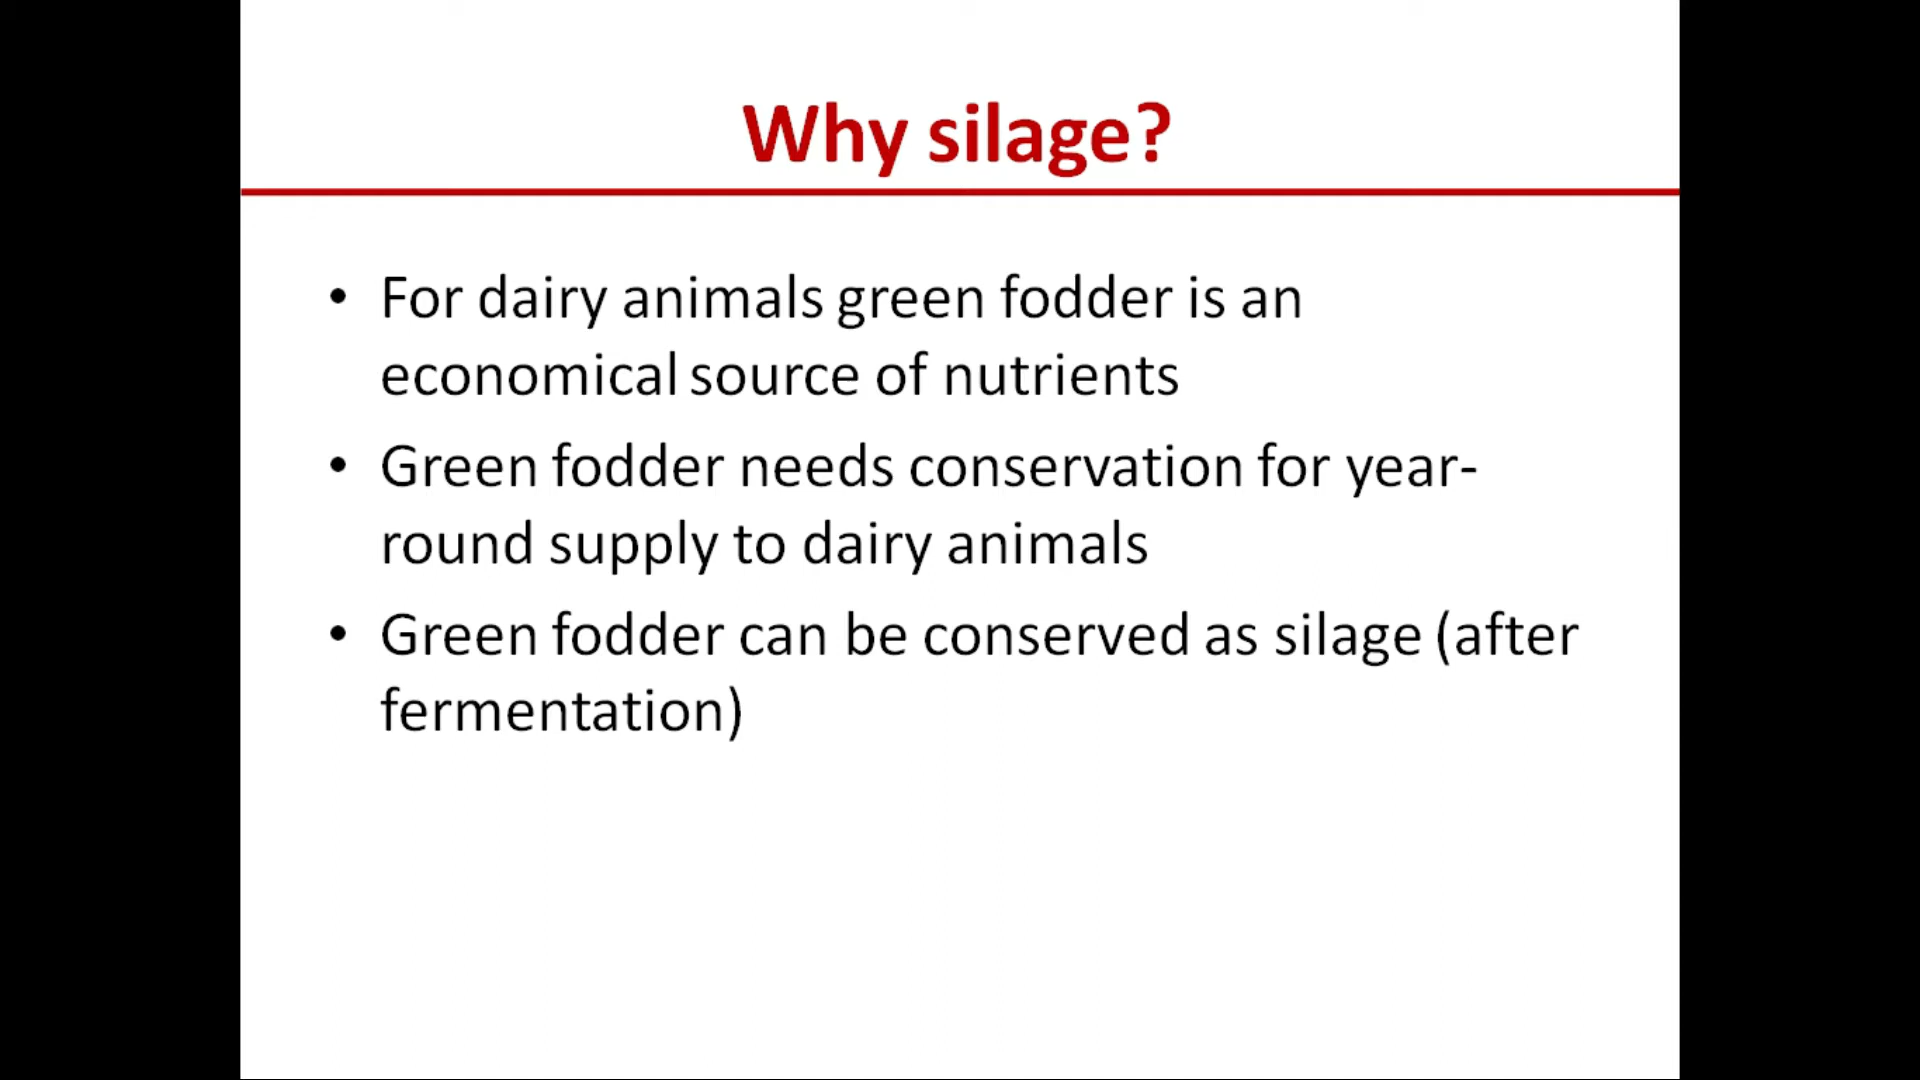 Why silage?
• For dairy animals green fodder is an
economical source of nutrients
• Green fodder needs conservation for year-
round supply to dairy animals
• Green fodder can be conserved as silage (after
fermentation)